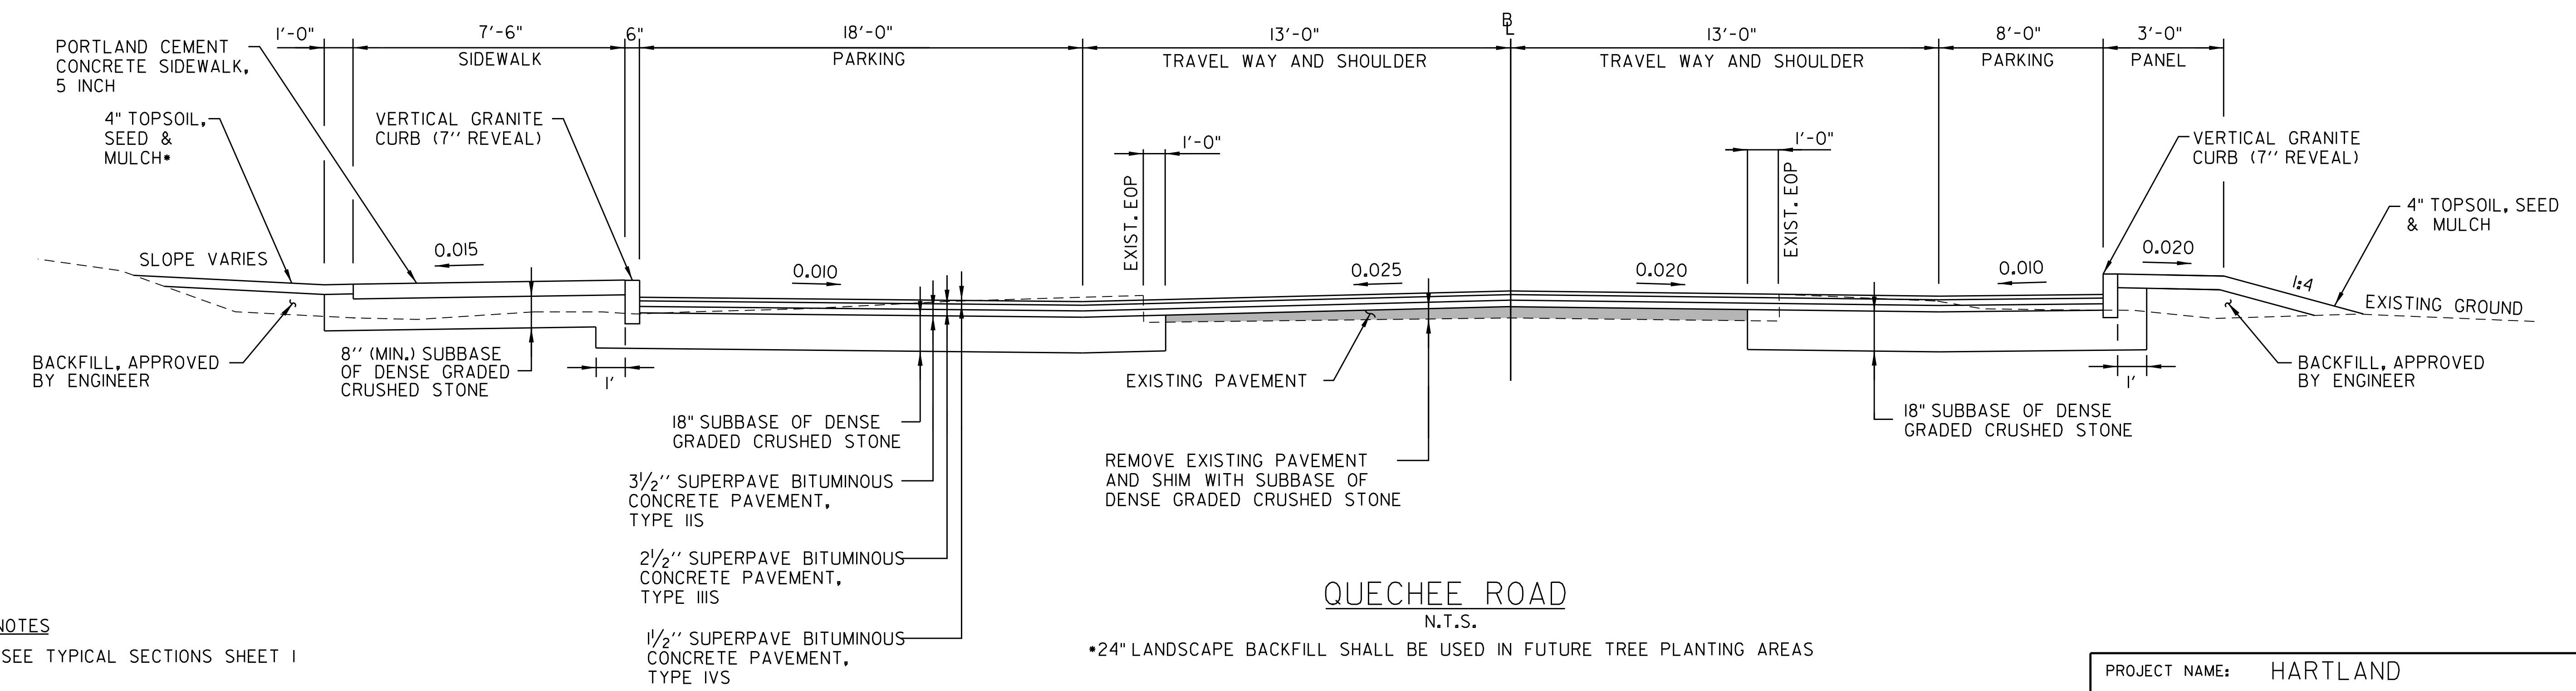 B
L
1'-0"
7'-6"
6"
18'-0"
13'-0"
13'-0"
8'-0"
3'-0"
SIDEWALK
PARKING
TRAVEL WAY AND SHOULDER
TRAVEL WAY AND SHOULDER
PARKING
PANEL
PORTLAND CEMENT
CONCRETE SIDEWALK,
5 INCH
4" TOPSOIL,
SEED &
MULCH*
VERTICAL GRANITE
CURB (7'' REVEAL)
1'-0"
EXIST. EOP
1'-0"
EXIST. EOP
VERTICAL GRANITE
CURB (7'' REVEAL)
4" TOPSOIL, SEED
& MULCH
SLOPE VARIES
0.015
0.010
0.025
0.020
0.010
0.020
1:4
EXISTING GROUND
BACKFILL, APPROVED
BY ENGINEER
8'' (MIN.) SUBBASE
OF DENSE GRADED
CRUSHED STONE
1'
EXISTING PAVEMENT
1'
BACKFILL, APPROVED
BY ENGINEER
18" SUBBASE OF DENSE
GRADED CRUSHED STONE
18" SUBBASE OF DENSE
GRADED CRUSHED STONE
REMOVE EXISTING PAVEMENT
AND SHIM WITH SUBBASE OF
DENSE GRADED CRUSHED STONE
3 1/2'' SUPERPAVE BITUMINOUS
CONCRETE PAVEMENT,
TYPE IIS
2 1/2'' SUPERPAVE BITUMINOUS
CONCRETE PAVEMENT,
TYPE IIIS
1 1/2'' SUPERPAVE BITUMINOUS
CONCRETE PAVEMENT,
TYPE IVS
QUECHEE ROAD
N.T.S.
*24" LANDSCAPE BACKFILL SHALL BE USED IN FUTURE TREE PLANTING AREAS
NOTES
SEE TYPICAL SECTIONS SHEET 1
PROJECT NAME: HARTLAND